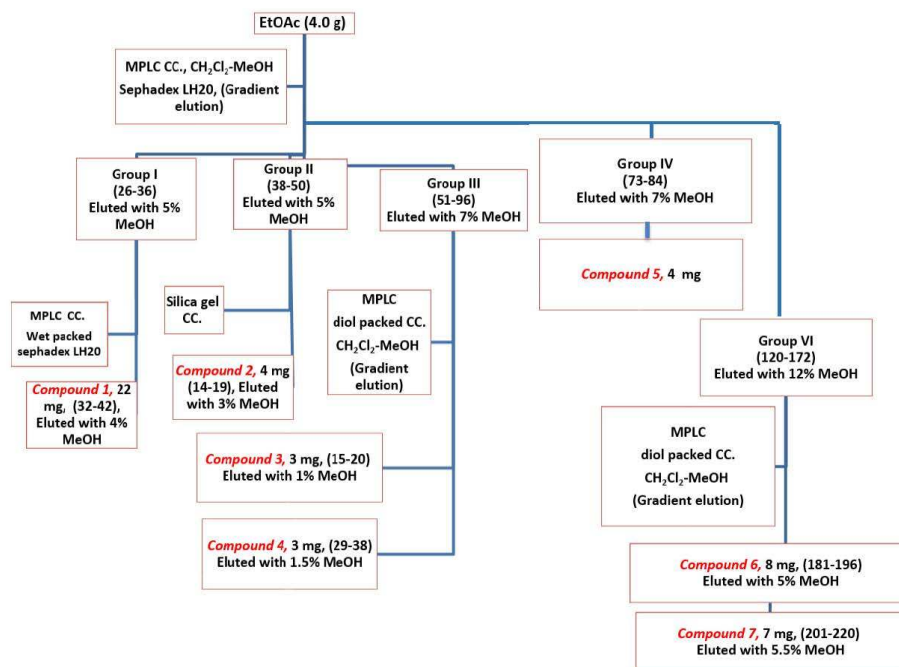 EtOAc (4.0 g)
MPLC CC., CH₂Cl₂-MeOH
Sephadex LH20, (Gradient
elution)
Group I
(26-36)
Eluted with 5%
MeOH
Group II
(38-50)
Eluted with 5%
MeOH
Group III
(51-96)
Eluted with 7% MeOH
Group IV
(73-84)
Eluted with 7% MeOH
Compound 5, 4 mg
MPLC CC.
Wet packed
sephadex LH20
Silica gel
CC.
MPLC
diol packed CC.
CH₂Cl₂-MeOH
(Gradient
elution)
Group VI
(120-172)
Eluted with 12% MeOH
Compound 1, 22
mg, (32-42),
Eluted with 4%
MeOH
Compound 2, 4 mg
(14-19), Eluted
with 3% MeOH
MPLC
diol packed CC.
CH₂Cl₂-MeOH
(Gradient elution)
Compound 3, 3 mg, (15-20)
Eluted with 1% MeOH
Compound 4, 3 mg, (29-38)
Eluted with 1.5% MeOH
Compound 6, 8 mg, (181-196)
Eluted with 5% MeOH
Compound 7, 7 mg, (201-220)
Eluted with 5.5% MeOH